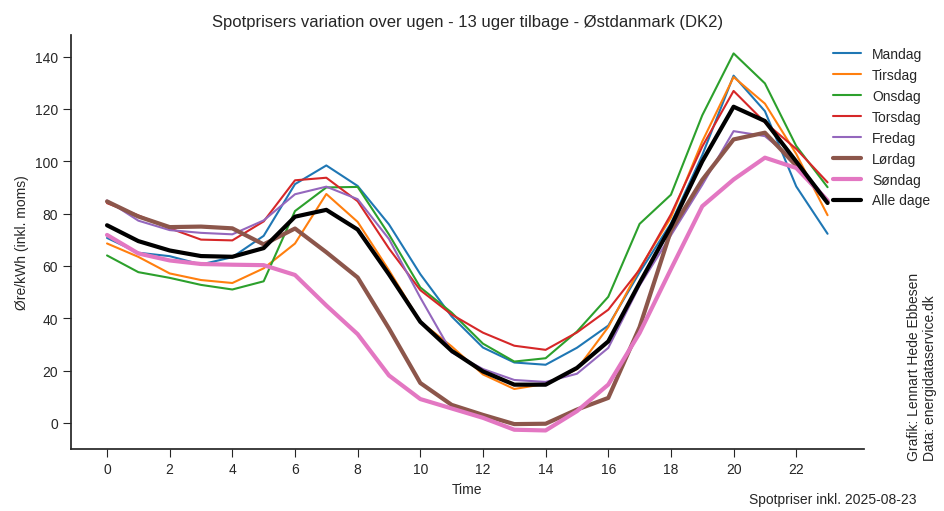 Spotprisers variation over ugen - 13 uger tilbage - Østdanmark (DK2)
Øre/kWh (inkl. moms)
140
120
100
80
60
40
20
0
0 2 4 6 8 10 12 14 16 18 20 22
Time
Mandag
Tirsdag
Onsdag
Torsdag
Fredag
Lørdag
Søndag
Alle dage
Grafik: Lennart Hede Ebbesen
Data: energidataservice.dk
Spotpriser inkl. 2025-08-23